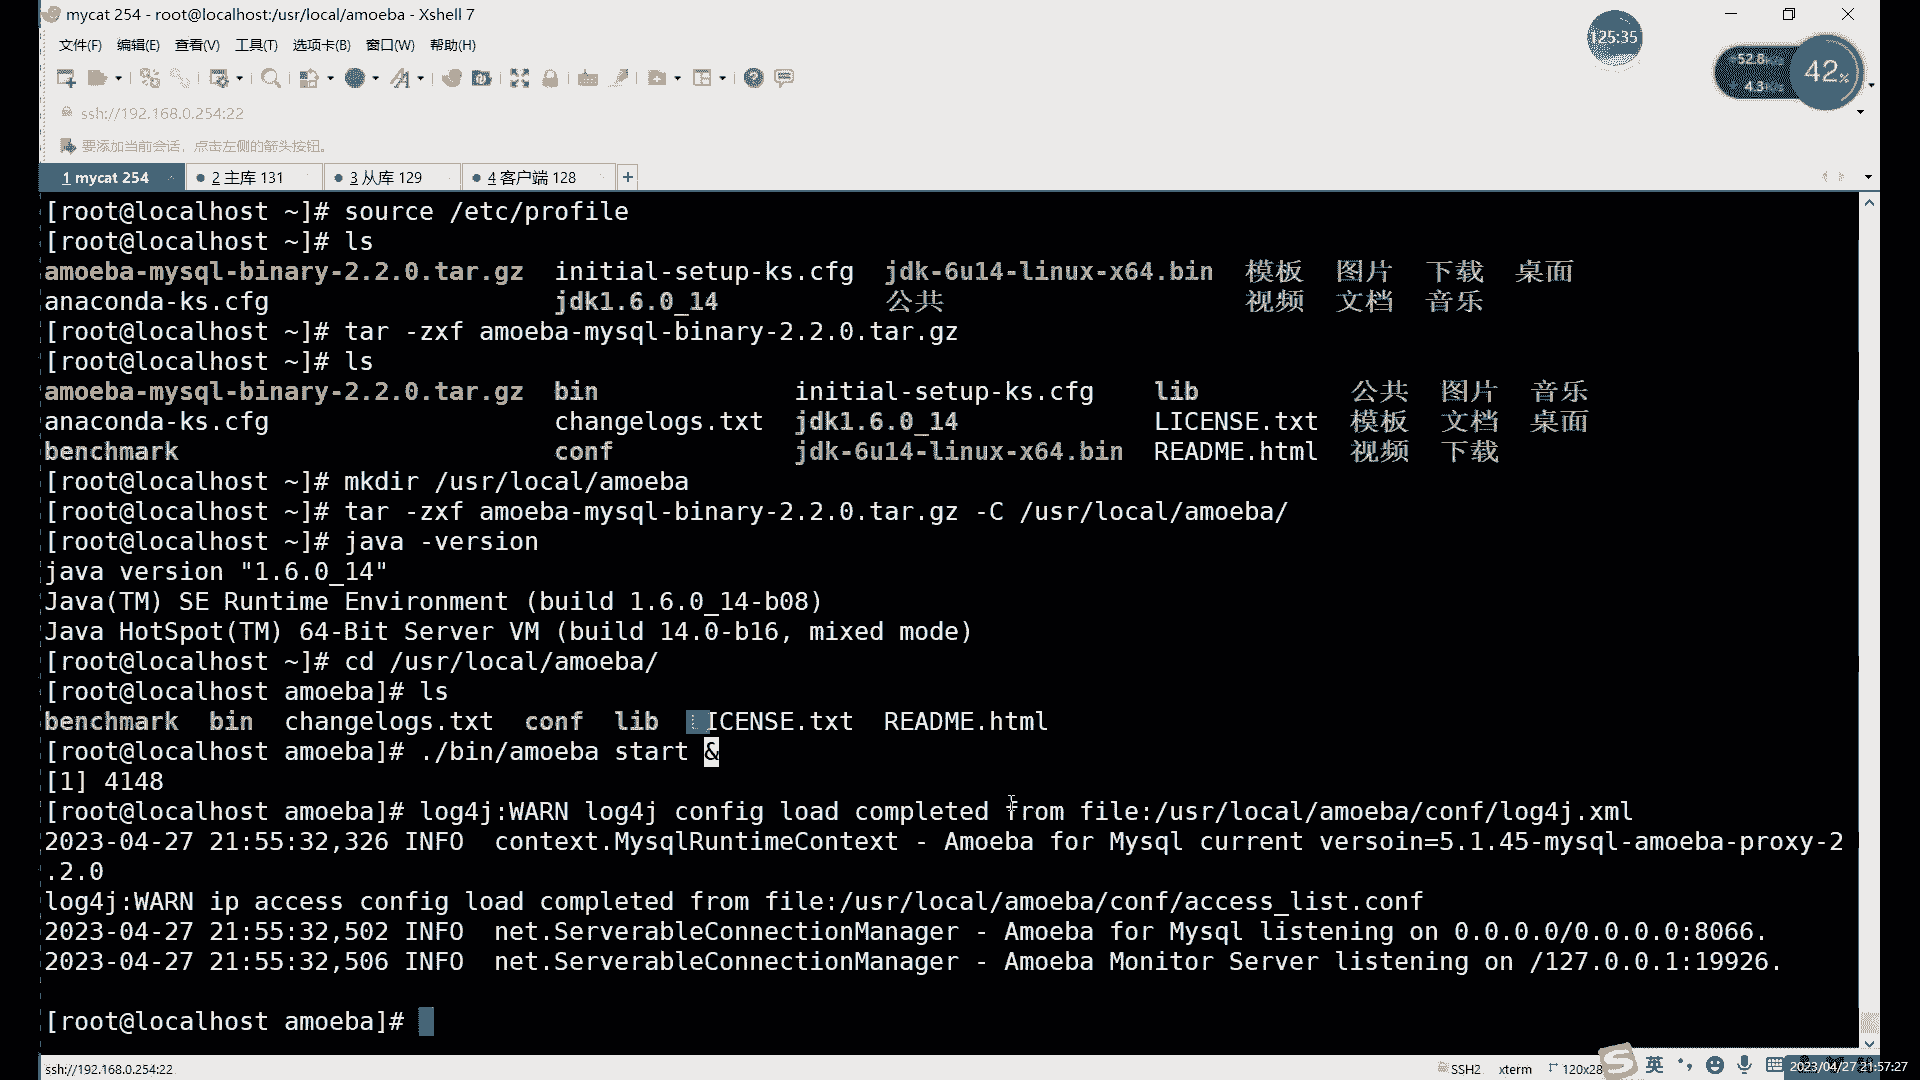 mycat 254 - root@localhost:/usr/local/amoeba - Xshell 7
125:35
文件(F) 编辑(E) 查看(V) 工具(T) 选项卡(B) 窗口(W) 帮助(H)
52.8K/s
4.3K/s
42%
ssh://192.168.0.254:22
要添加当前会话，点击左侧的箭头按钮。
1 mycat 254 2 主库 131 3 从库 129 4 客户端 128 +
[root@localhost ~]# source /etc/profile
[root@localhost ~]# ls
amoeba-mysql-binary-2.2.0.tar.gz initial-setup-ks.cfg jdk-6u14-linux-x64.bin 模板 图片 下载 桌面
anaconda-ks.cfg jdk1.6.0_14 公共 视频 文档 音乐
[root@localhost ~]# tar -zxf amoeba-mysql-binary-2.2.0.tar.gz
[root@localhost ~]# ls
amoeba-mysql-binary-2.2.0.tar.gz bin initial-setup-ks.cfg lib 公共 图片 音乐
anaconda-ks.cfg changelogs.txt jdk1.6.0_14 LICENSE.txt 模板 文档 桌面
benchmark conf jdk-6u14-linux-x64.bin README.html 视频 下载
[root@localhost ~]# mkdir /usr/local/amoeba
[root@localhost ~]# tar -zxf amoeba-mysql-binary-2.2.0.tar.gz -C /usr/local/amoeba/
[root@localhost ~]# java -version
java version "1.6.0_14"
Java(TM) SE Runtime Environment (build 1.6.0_14-b08)
Java HotSpot(TM) 64-Bit Server VM (build 14.0-b16, mixed mode)
[root@localhost ~]# cd /usr/local/amoeba/
[root@localhost amoeba]# ls
benchmark bin changelogs.txt conf lib LICENSE.txt README.html
[root@localhost amoeba]# ./bin/amoeba start &
[1] 4148
[root@localhost amoeba]# log4j:WARN log4j config load completed from file:/usr/local/amoeba/conf/log4j.xml
2023-04-27 21:55:32,326 INFO context.MysqlRuntimeContext - Amoeba for Mysql current versoin=5.1.45-mysql-amoeba-proxy-2
.2.0
log4j:WARN ip access config load completed from file:/usr/local/amoeba/conf/access_list.conf
2023-04-27 21:55:32,502 INFO net.ServerableConnectionManager - Amoeba for Mysql listening on 0.0.0.0/0.0.0.0:8066.
2023-04-27 21:55:32,506 INFO net.ServerableConnectionManager - Amoeba Monitor Server listening on /127.0.0.1:19926.
[root@localhost amoeba]#
ssh://192.168.0.254:22 SSH2 xterm 120x28 英 2023/04/27 21:57:27